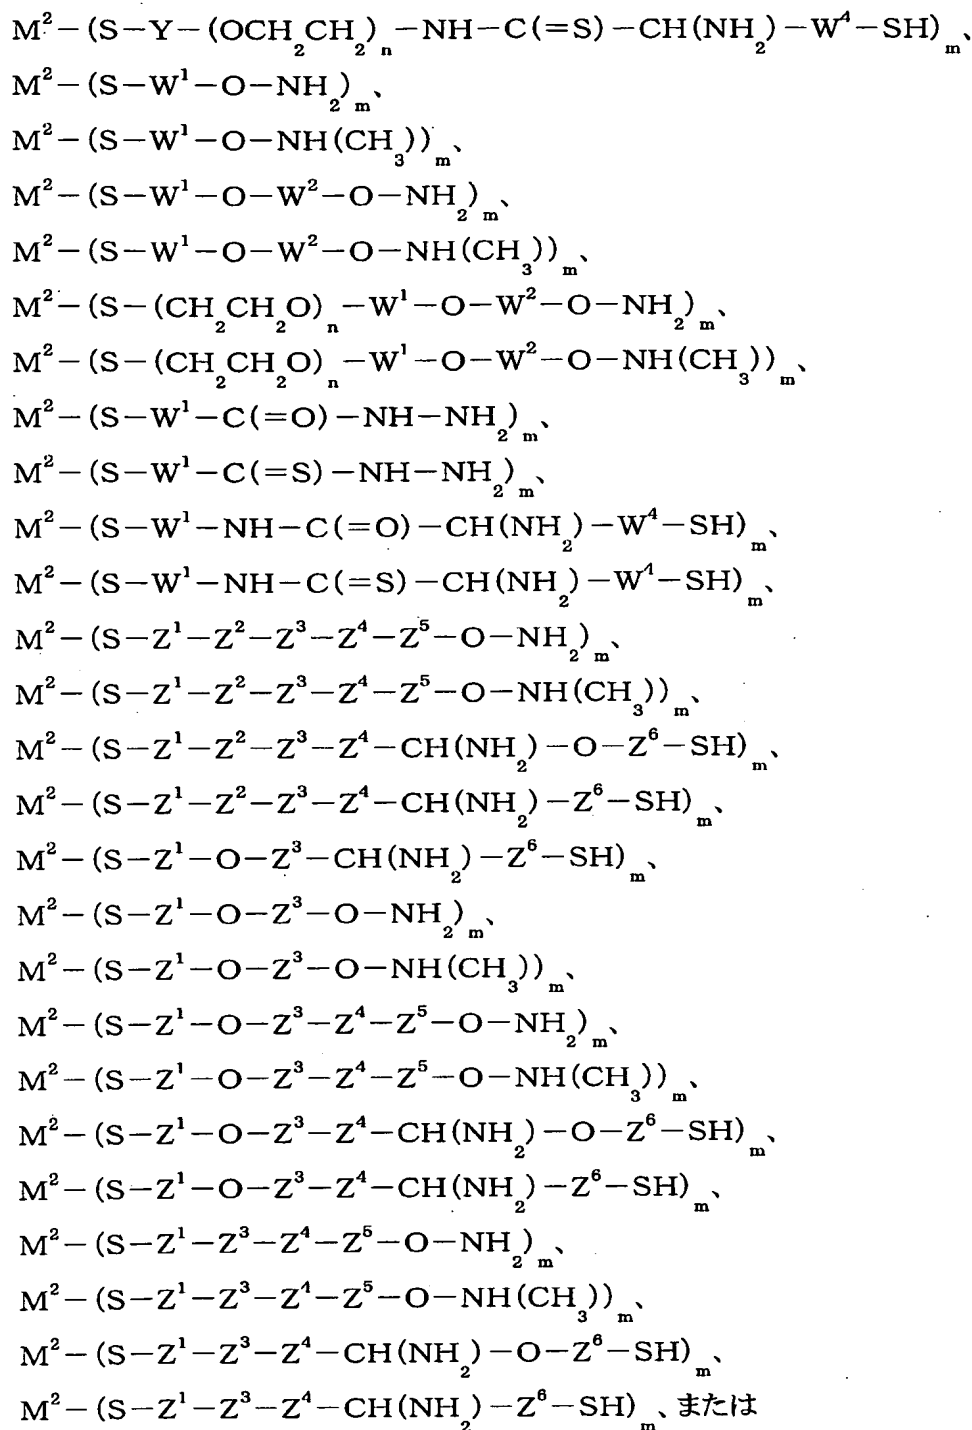 M²−(S−Y−(OCH₂CH₂)ₙ−NH−C(=S)−CH(NH₂)−W⁴−SH)ₘ、
M²−(S−W¹−O−NH₂)ₘ、
M²−(S−W¹−O−NH(CH₃))ₘ、
M²−(S−W¹−O−W²−O−NH₂)ₘ、
M²−(S−W¹−O−W²−O−NH(CH₃))ₘ、
M²−(S−(CH₂CH₂O)ₙ−W¹−O−W²−O−NH₂)ₘ、
M²−(S−(CH₂CH₂O)ₙ−W¹−O−W²−O−NH(CH₃))ₘ、
M²−(S−W¹−C(=O)−NH−NH₂)ₘ、
M²−(S−W¹−C(=S)−NH−NH₂)ₘ、
M²−(S−W¹−NH−C(=O)−CH(NH₂)−W⁴−SH)ₘ、
M²−(S−W¹−NH−C(=S)−CH(NH₂)−W⁴−SH)ₘ、
M²−(S−Z¹−Z²−Z³−Z⁴−Z⁵−O−NH₂)ₘ、
M²−(S−Z¹−Z²−Z³−Z⁴−Z⁵−O−NH(CH₃))ₘ、
M²−(S−Z¹−Z²−Z³−Z⁴−CH(NH₂)−O−Z⁶−SH)ₘ、
M²−(S−Z¹−Z²−Z³−Z⁴−CH(NH₂)−Z⁶−SH)ₘ、
M²−(S−Z¹−O−Z³−CH(NH₂)−Z⁶−SH)ₘ、
M²−(S−Z¹−O−Z³−O−NH₂)ₘ、
M²−(S−Z¹−O−Z³−O−NH(CH₃))ₘ、
M²−(S−Z¹−O−Z³−Z⁴−Z⁵−O−NH₂)ₘ、
M²−(S−Z¹−O−Z³−Z⁴−Z⁵−O−NH(CH₃))ₘ、
M²−(S−Z¹−O−Z³−Z⁴−CH(NH₂)−O−Z⁶−SH)ₘ、
M²−(S−Z¹−O−Z³−Z⁴−CH(NH₂)−Z⁶−SH)ₘ、
M²−(S−Z¹−Z³−Z⁴−Z⁵−O−NH₂)ₘ、
M²−(S−Z¹−Z³−Z⁴−Z⁵−O−NH(CH₃))ₘ、
M²−(S−Z¹−Z³−Z⁴−CH(NH₂)−O−Z⁶−SH)ₘ、
M²−(S−Z¹−Z³−Z⁴−CH(NH₂)−Z⁶−SH)ₘ、または